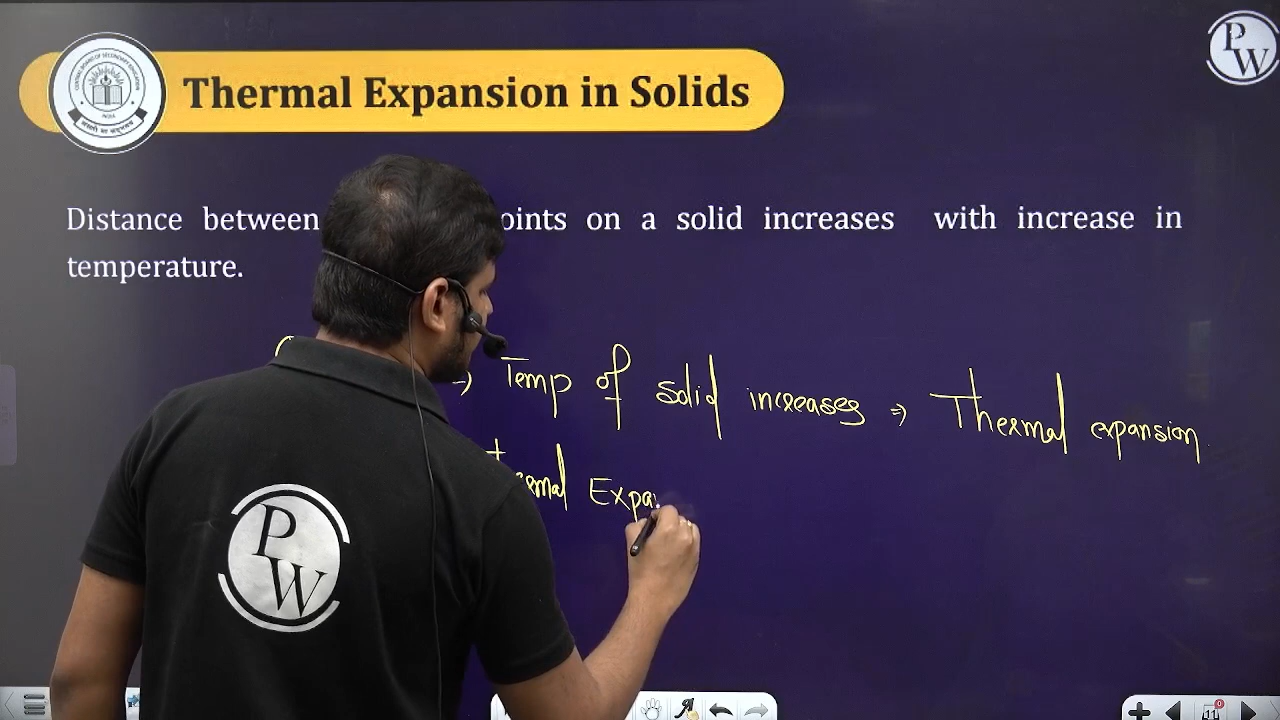 Thermal Expansion in Solids
PW
Distance between oints on a solid increases with increase in
temperature.
Temp of solid increases ⇒ Thermal expansion
Expa
PW
11